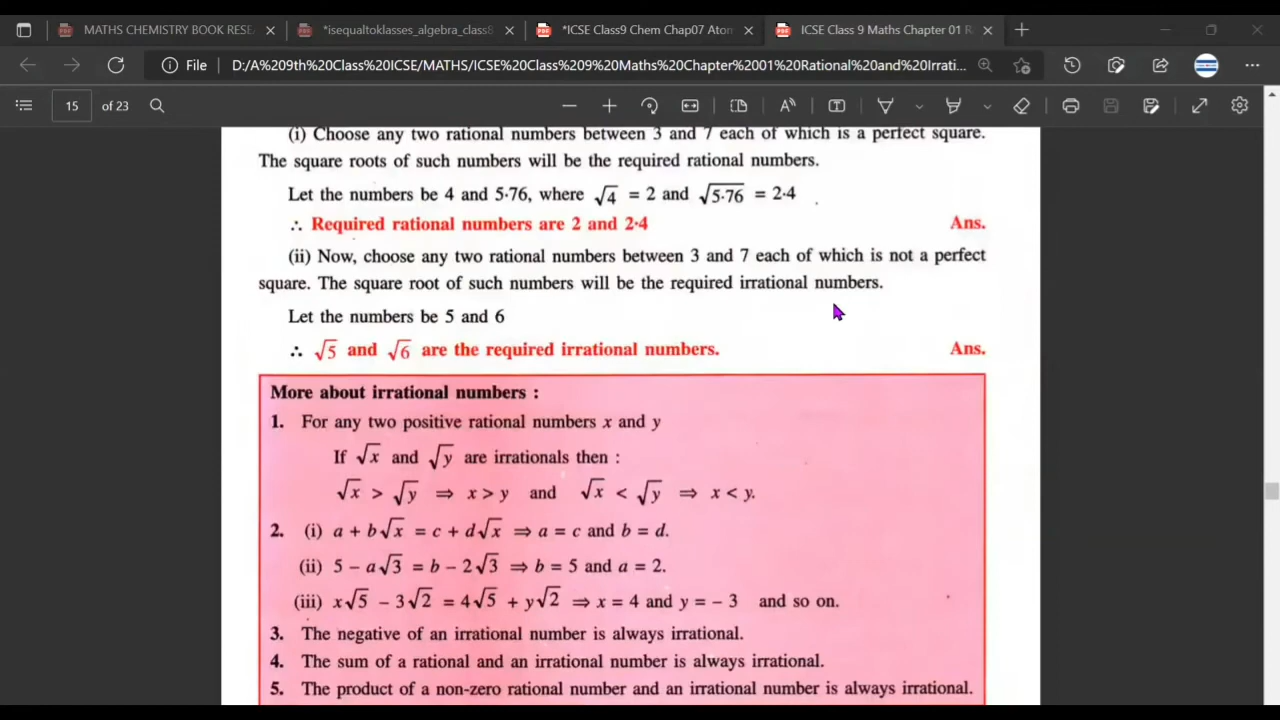 MATHS CHEMISTRY BOOK RESE
*isequaltoklasses_algebra_class8
*ICSE Class9 Chem Chap07 Aton
ICSE Class 9 Maths Chapter 01 R
File D:/A%209th%20Class%20ICSE/MATHS/ICSE%20Class%209%20Maths%20Chapter%2001%20Rational%20and%20Irrati...
15 of 23
(i) Choose any two rational numbers between 3 and 7 each of which is a perfect square.
The square roots of such numbers will be the required rational numbers.
Let the numbers be 4 and 5·76, where √4 = 2 and √5·76 = 2·4
∴ Required rational numbers are 2 and 2·4 Ans.
(ii) Now, choose any two rational numbers between 3 and 7 each of which is not a perfect
square. The square root of such numbers will be the required irrational numbers.
Let the numbers be 5 and 6
∴ √5 and √6 are the required irrational numbers. Ans.
More about irrational numbers :
1. For any two positive rational numbers x and y
If √x and √y are irrationals then :
√x > √y ⇒ x > y and √x < √y ⇒ x < y.
2. (i) a + b√x = c + d√x ⇒ a = c and b = d.
(ii) 5 – a√3 = b – 2√3 ⇒ b = 5 and a = 2.
(iii) x√5 – 3√2 = 4√5 + y√2 ⇒ x = 4 and y = – 3 and so on.
3. The negative of an irrational number is always irrational.
4. The sum of a rational and an irrational number is always irrational.
5. The product of a non-zero rational number and an irrational number is always irrational.